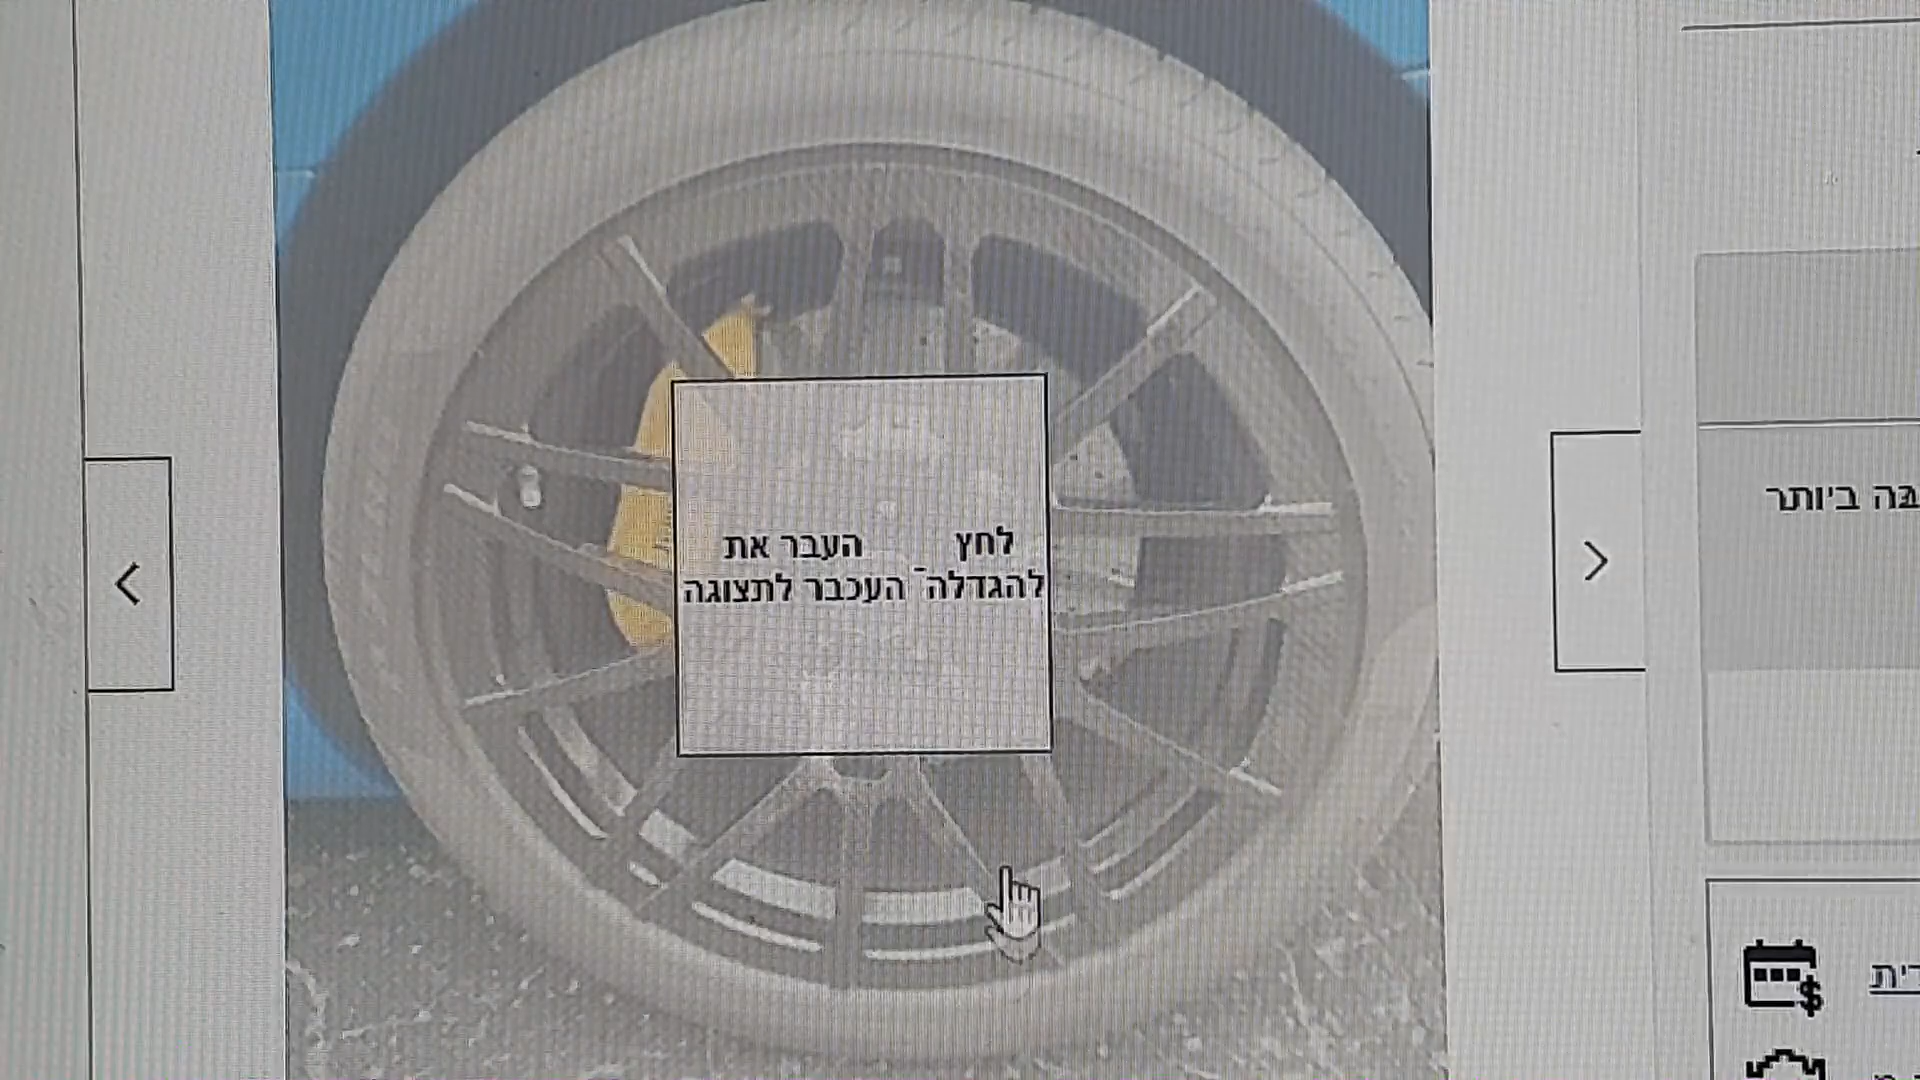 לחץ
להגדלה
-
העבר את
העכבר לתצוגה
בה ביותר
$